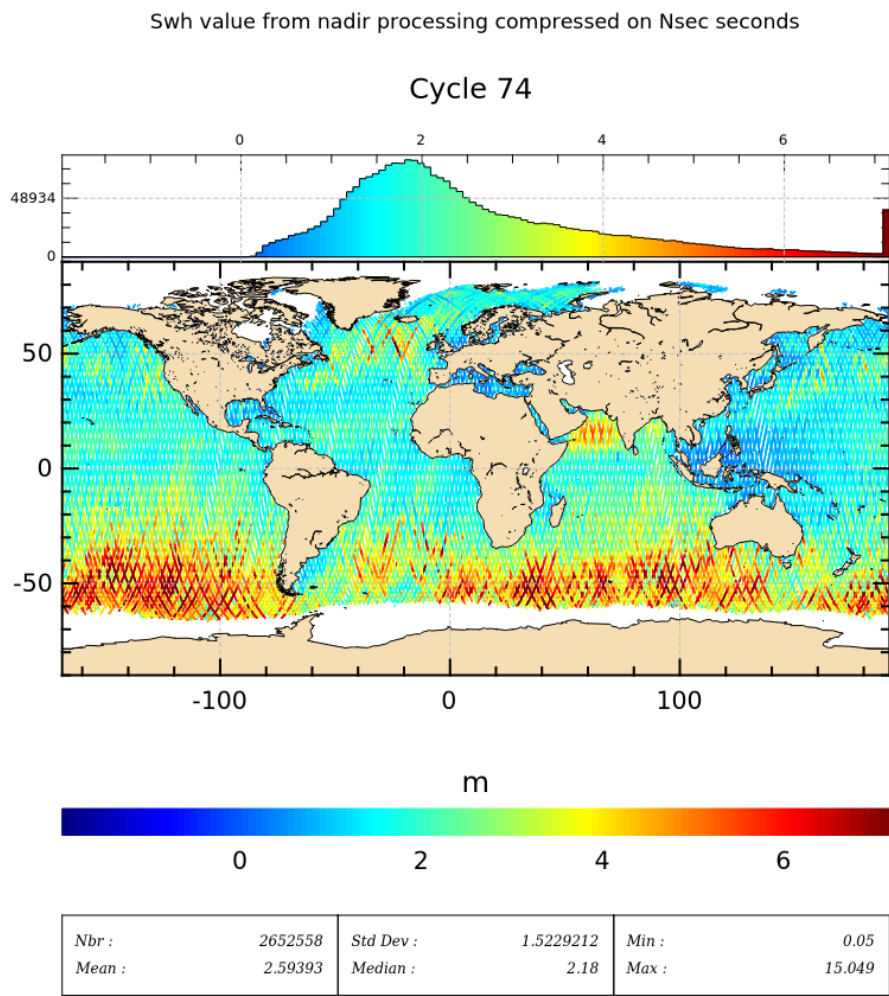 Swh value from nadir processing compressed on Nsec seconds
Cycle 74
0 2 4 6
48934
0
50
0
-50
-100 0 100
m
0 2 4 6
Nbr : 2652558 Std Dev : 1.5229212 Min : 0.05
Mean : 2.59393 Median : 2.18 Max : 15.049